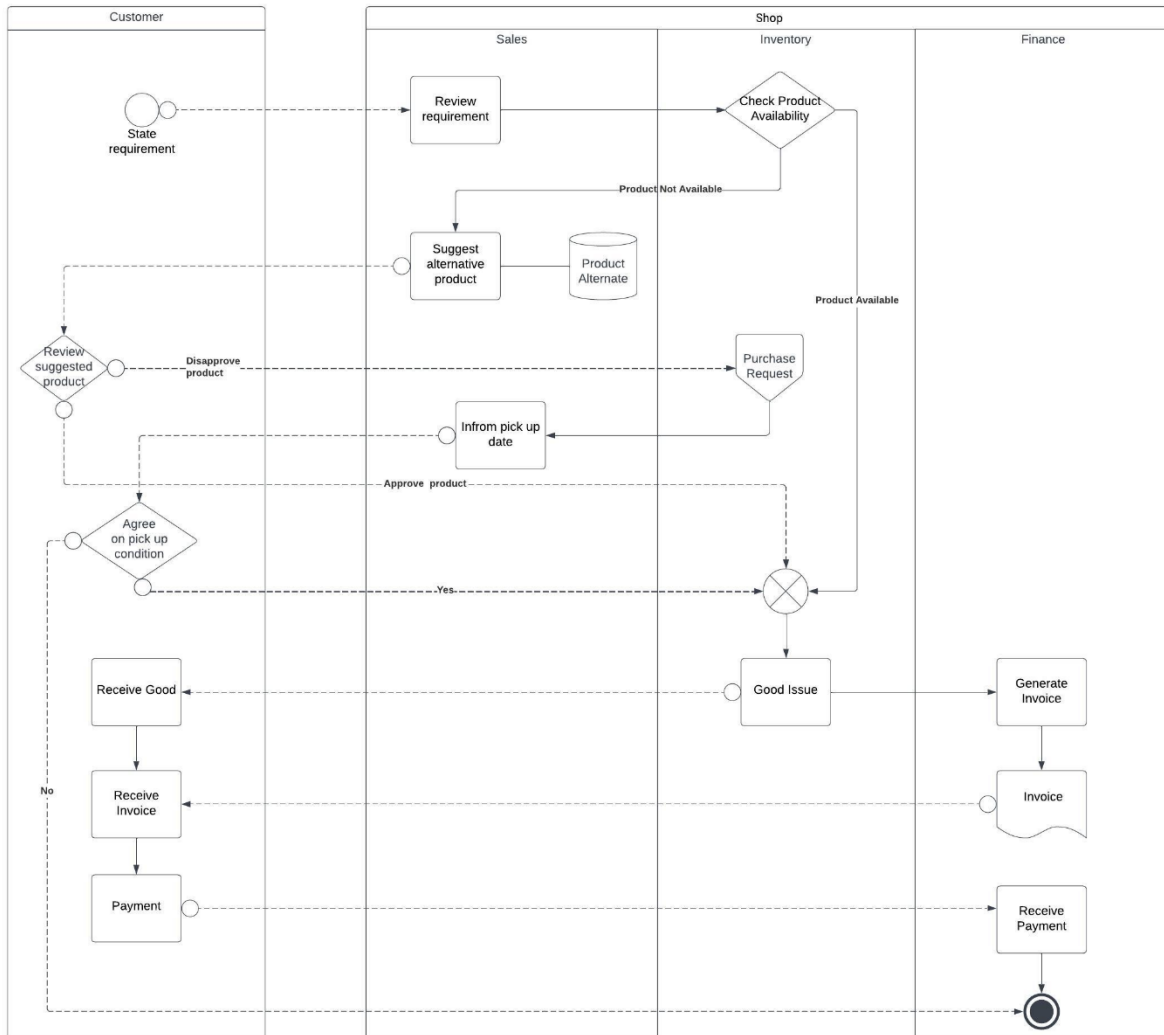 Customer
Shop
Sales
Inventory
Finance
State
requirement
Review
requirement
Check Product
Availability
Product Not Available
Suggest
alternative
product
Product
Alternate
Product Available
Review
suggested
product
Disapprove
product
Purchase
Request
Infrom pick up
date
Approve product
Agree
on pick up
condition
Yes
Receive Good
Good Issue
Generate
Invoice
No
Receive
Invoice
Invoice
Payment
Receive
Payment